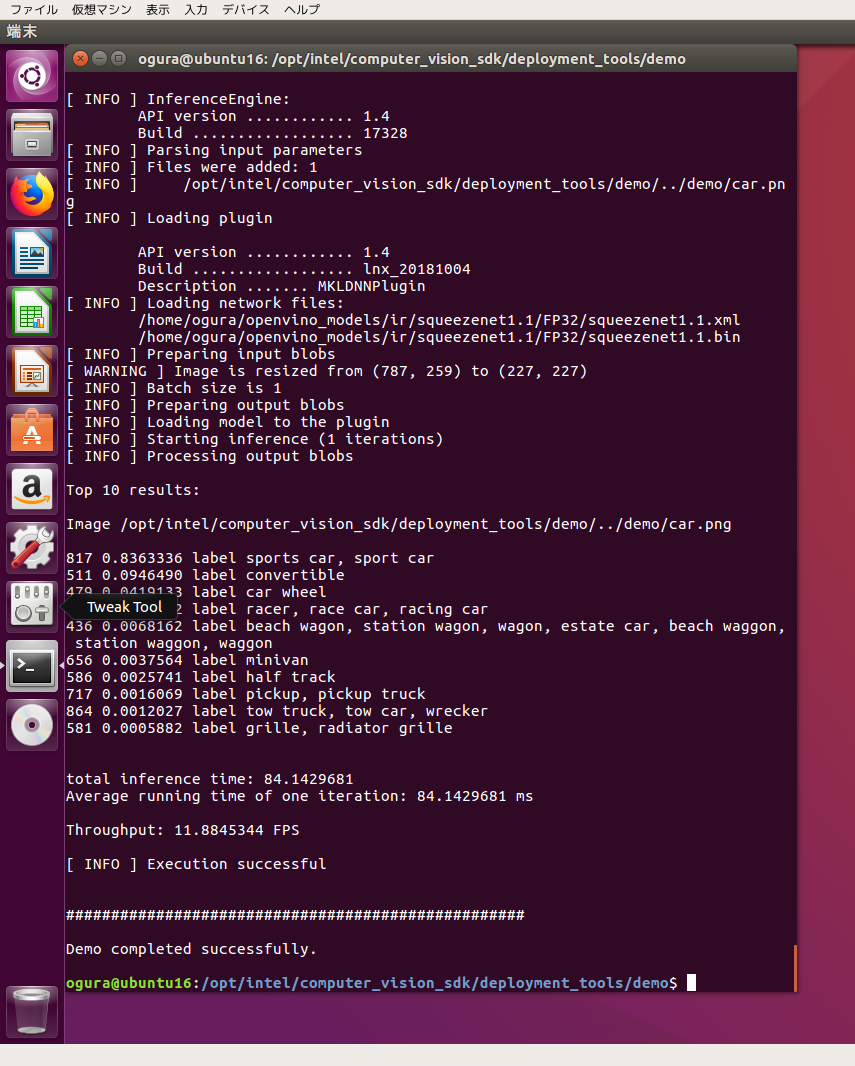 ファイル 仮想マシン 表示 入力 デバイス ヘルプ
端末
ogura@ubuntu16: /opt/intel/computer_vision_sdk/deployment_tools/demo
[ INFO ] InferenceEngine:
API version ............ 1.4
Build .................. 17328
[ INFO ] Parsing input parameters
[ INFO ] Files were added: 1
[ INFO ]     /opt/intel/computer_vision_sdk/deployment_tools/demo/../demo/car.pn
g
[ INFO ] Loading plugin
API version ............ 1.4
Build .................. lnx_20181004
Description ....... MKLDNNPlugin
[ INFO ] Loading network files:
/home/ogura/openvino_models/ir/squeezenet1.1/FP32/squeezenet1.1.xml
/home/ogura/openvino_models/ir/squeezenet1.1/FP32/squeezenet1.1.bin
[ INFO ] Preparing input blobs
[ WARNING ] Image is resized from (787, 259) to (227, 227)
[ INFO ] Batch size is 1
[ INFO ] Preparing output blobs
[ INFO ] Loading model to the plugin
[ INFO ] Starting inference (1 iterations)
[ INFO ] Processing output blobs
Top 10 results:
Image /opt/intel/computer_vision_sdk/deployment_tools/demo/../demo/car.png
817 0.8363336 label sports car, sport car
511 0.0946490 label convertible
479 0.0419133 label car wheel
label racer, race car, racing car
Tweak Tool
436 0.0068162 label beach wagon, station wagon, wagon, estate car, beach waggon,
station waggon, waggon
656 0.0037564 label minivan
586 0.0025741 label half track
717 0.0016069 label pickup, pickup truck
864 0.0012027 label tow truck, tow car, wrecker
581 0.0005882 label grille, radiator grille
total inference time: 84.1429681
Average running time of one iteration: 84.1429681 ms
Throughput: 11.8845344 FPS
[ INFO ] Execution successful
###################################################
Demo completed successfully.
ogura@ubuntu16:/opt/intel/computer_vision_sdk/deployment_tools/demo$